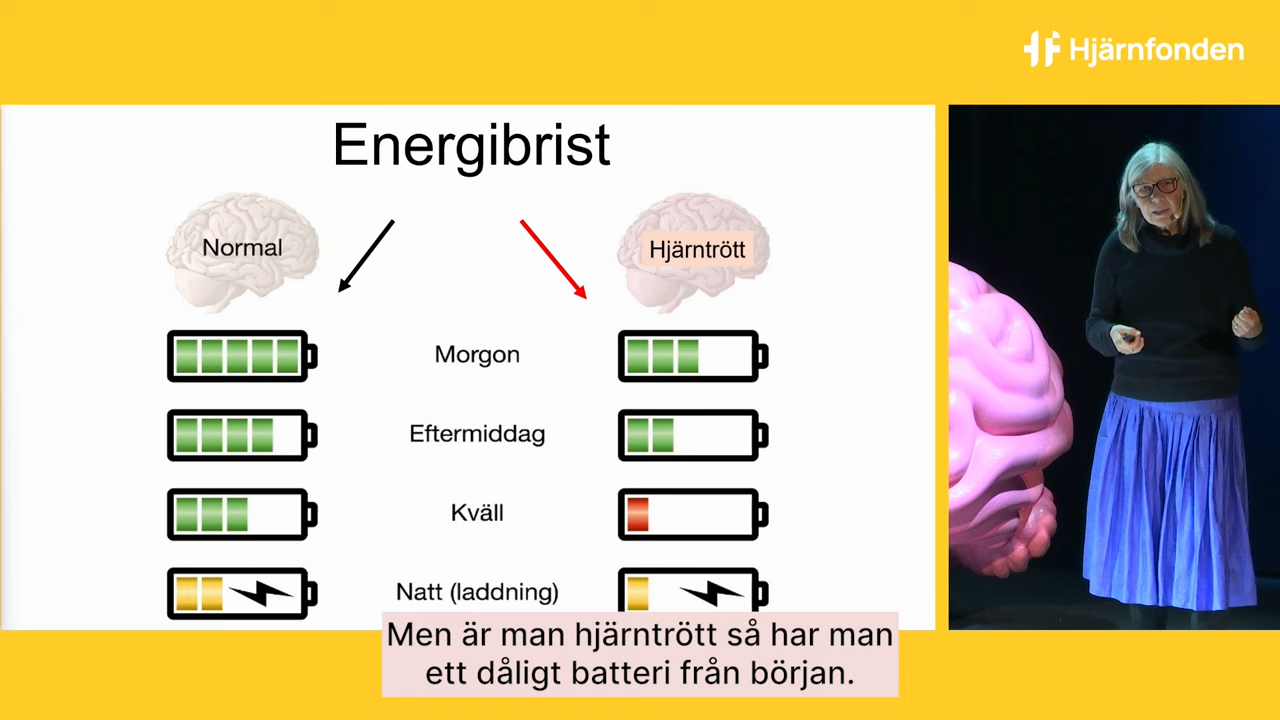 Hjärnfonden
Energibrist
Normal
Hjärntrött
Morgon
Eftermiddag
Kväll
Natt (laddning)
Men är man hjärntrött så har man
ett dåligt batteri från början.